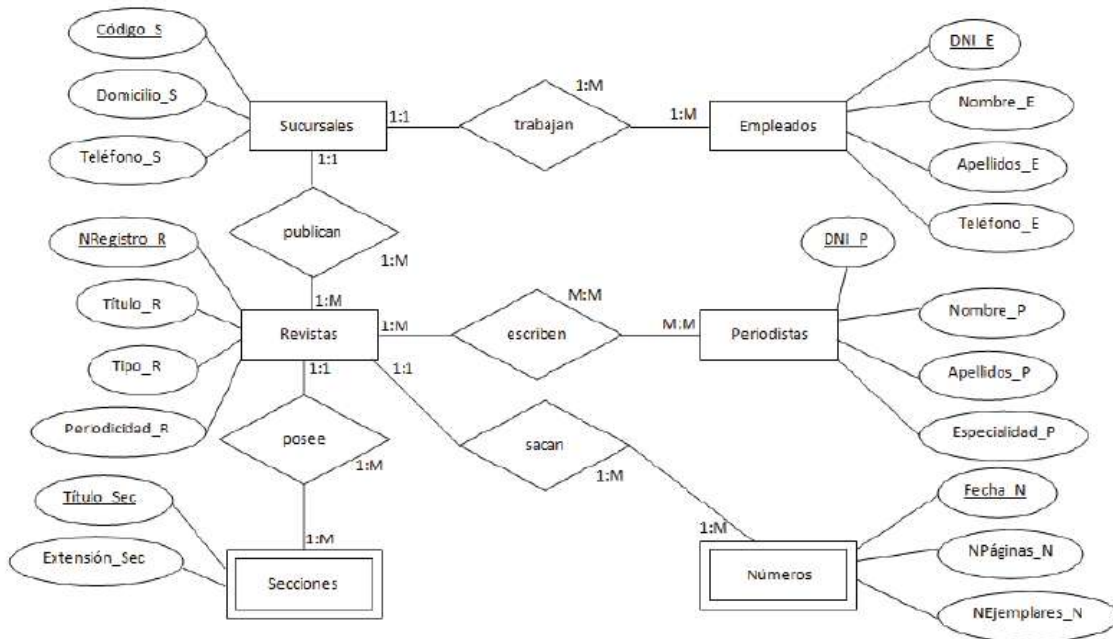 Código_S
DNI_E
Domicilio_S
1:M
Nombre_E
Sucursales
1:1
trabajan
1:M
Empleados
Teléfono_S
1:1
Apellidos_E
Teléfono_E
publican
NRegistro_R
DNI_P
1:M
Título_R
1:M
M:M
Nombre_P
Revistas
1:M
escriben
M:M
Periodistas
Tipo_R
1:1
1:1
Apellidos_P
Periodicidad_R
posee
sacan
Especialidad_P
1:M
1:M
Título_Sec
Fecha_N
1:M
1:M
Extensión_Sec
NPáginas_N
Secciones
Números
NEjemplares_N